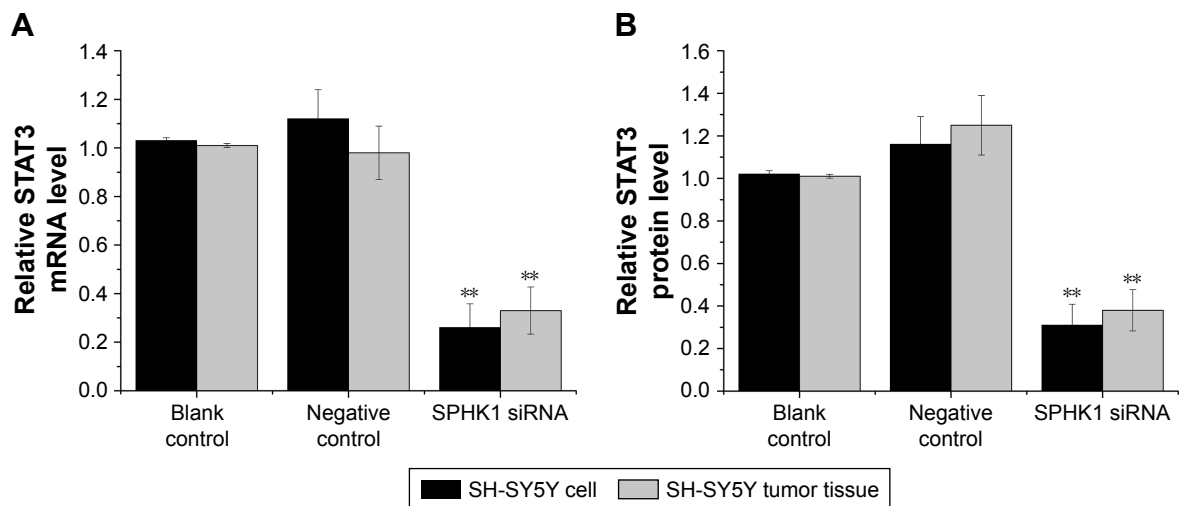 A
Relative STAT3
mRNA level
1.4
1.2
1.0
0.8
0.6
0.4
0.2
0.0
**
**
Blank
control
Negative
control
SPHK1 siRNA
B
Relative STAT3
protein level
1.6
1.4
1.2
1.0
0.8
0.6
0.4
0.2
0.0
**
**
Blank
control
Negative
control
SPHK1 siRNA
SH-SY5Y cell
SH-SY5Y tumor tissue